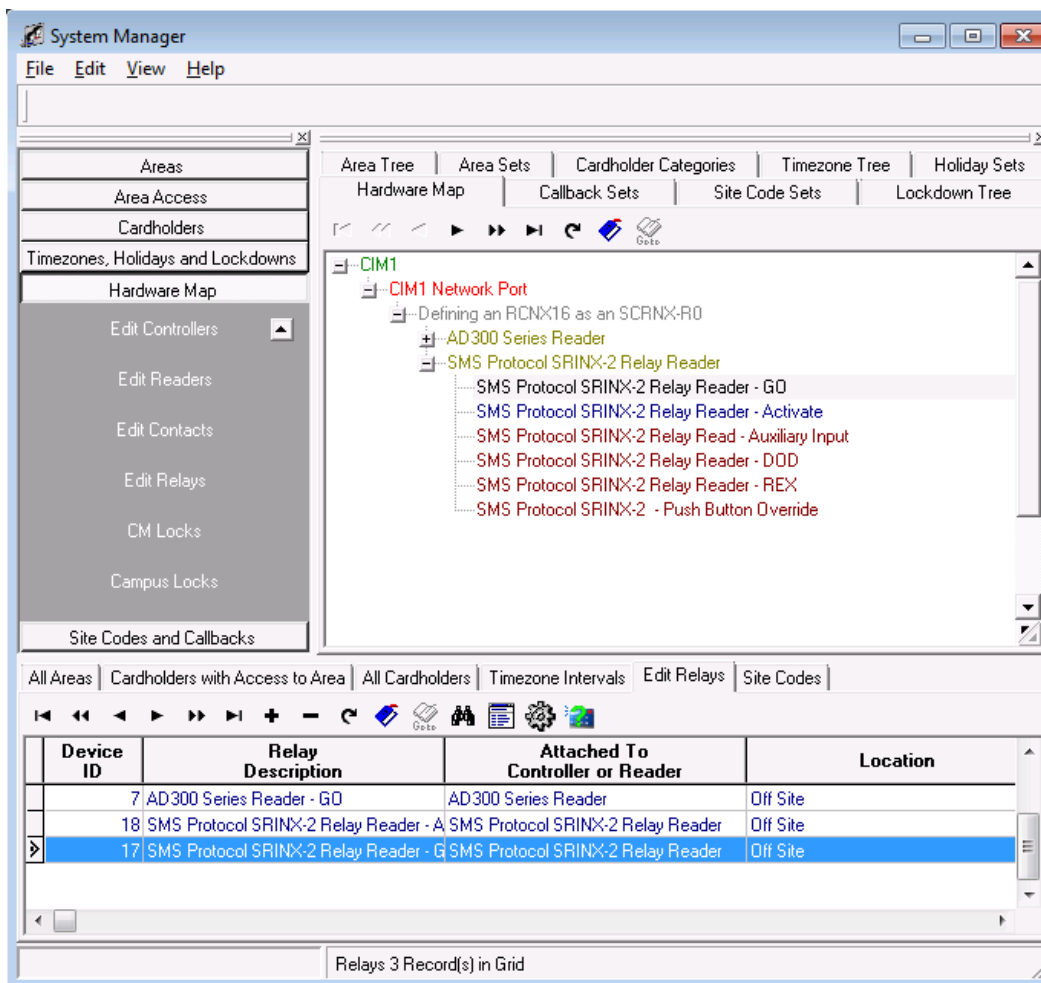 System Manager
File Edit View Help
Areas
Area Access
Cardholders
Timezones, Holidays and Lockdowns
Hardware Map
Edit Controllers
Edit Readers
Edit Contacts
Edit Relays
CM Locks
Campus Locks
Site Codes and Callbacks
Area Tree Area Sets Cardholder Categories Timezone Tree Holiday Sets
Hardware Map Callback Sets Site Code Sets Lockdown Tree
Goto
CIM1
CIM1 Network Port
Defining an RCNX16 as an SCRNX-R0
AD300 Series Reader
SMS Protocol SRINX-2 Relay Reader
SMS Protocol SRINX-2 Relay Reader - GO
SMS Protocol SRINX-2 Relay Reader - Activate
SMS Protocol SRINX-2 Relay Read - Auxiliary Input
SMS Protocol SRINX-2 Relay Reader - DOD
SMS Protocol SRINX-2 Relay Reader - REX
SMS Protocol SRINX-2 - Push Button Override
All Areas Cardholders with Access to Area All Cardholders Timezone Intervals Edit Relays Site Codes
Goto
Device ID Relay Description Attached To Controller or Reader Location
7 AD300 Series Reader - GO AD300 Series Reader Off Site
18 SMS Protocol SRINX-2 Relay Reader - A SMS Protocol SRINX-2 Relay Reader Off Site
17 SMS Protocol SRINX-2 Relay Reader - G SMS Protocol SRINX-2 Relay Reader Off Site
Relays 3 Record(s) in Grid